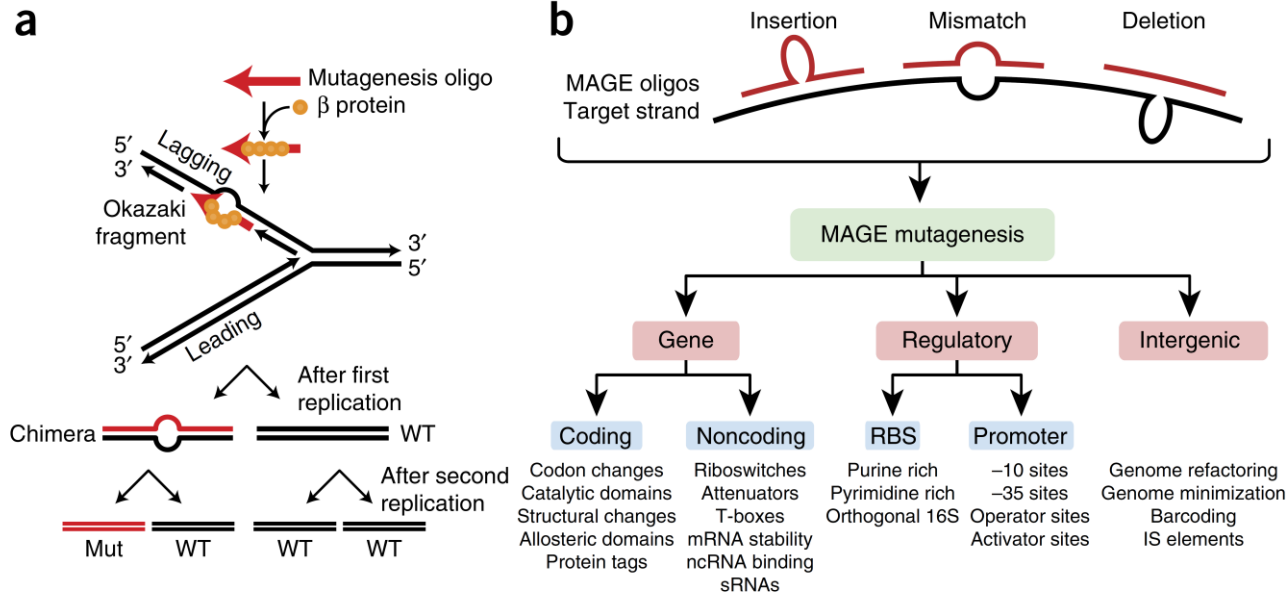 a
Mutagenesis oligo
β protein
5′
3′
Lagging
Okazaki
fragment
3′
5′
5′
3′
Leading
After first
replication
Chimera
WT
After second
replication
Mut
WT
WT
WT
b
Insertion
Mismatch
Deletion
MAGE oligos
Target strand
MAGE mutagenesis
Gene
Regulatory
Intergenic
Coding
Noncoding
RBS
Promoter
Codon changes
Catalytic domains
Structural changes
Allosteric domains
Protein tags
Riboswitches
Attenuators
T-boxes
mRNA stability
ncRNA binding
sRNAs
Purine rich
Pyrimidine rich
Orthogonal 16S
–10 sites
–35 sites
Operator sites
Activator sites
Genome refactoring
Genome minimization
Barcoding
IS elements